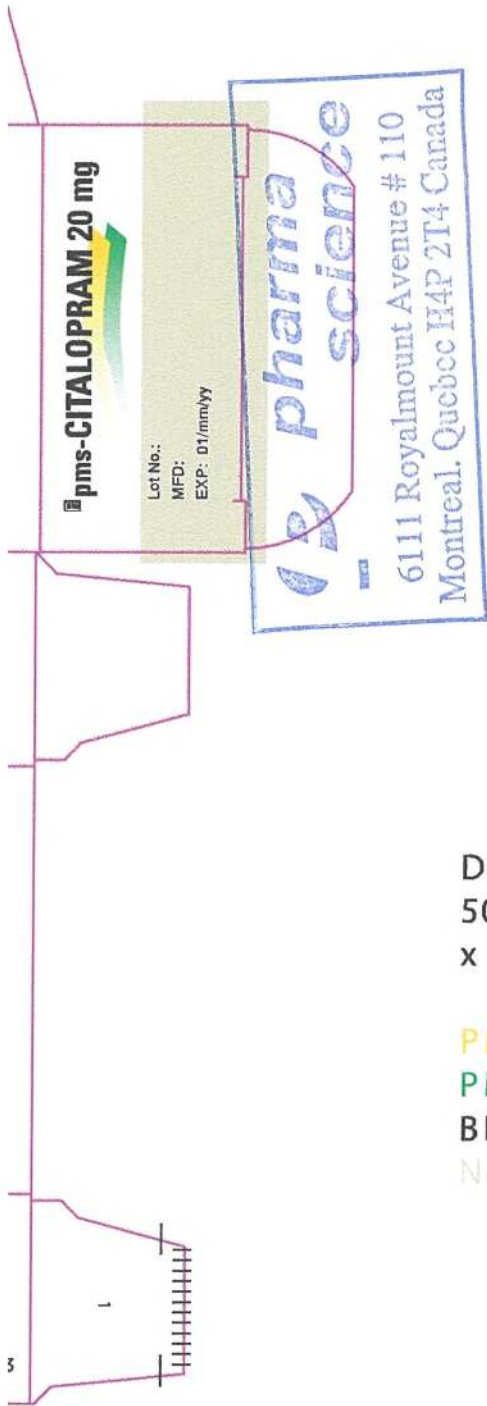 pms-CITALOPRAM 20 mg
Lot No.:
MFD:
EXP: 01/mm/yy
pharma
science
6111 Royalmount Avenue # 110
Montreal, Quebec H4P 2T4 Canada
1
3